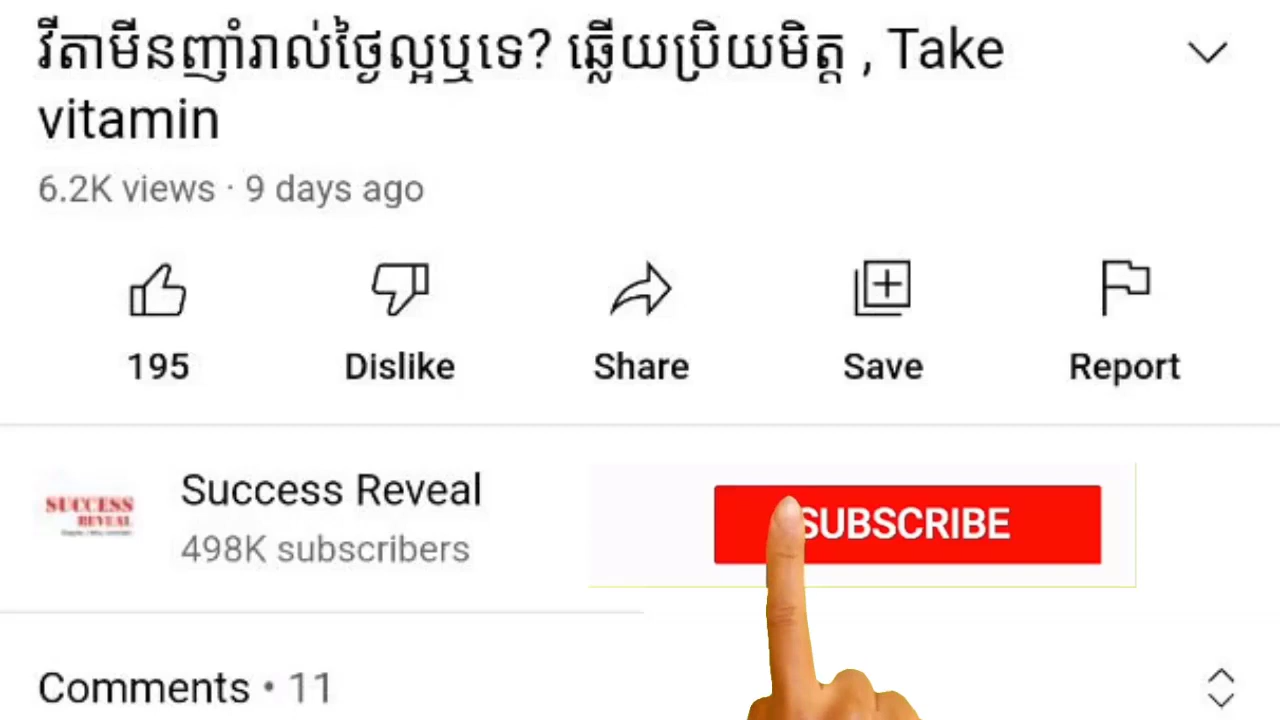 វីតាមីនញ៉ាំរាល់ថ្ងៃល្អឬទេ? ឆ្លើយប្រិយមិត្ត , Take
vitamin
6.2K views · 9 days ago
195
Dislike
Share
Save
Report
SUCCESS
REVEAL
Success Reveal
498K subscribers
SUBSCRIBE
Comments • 11